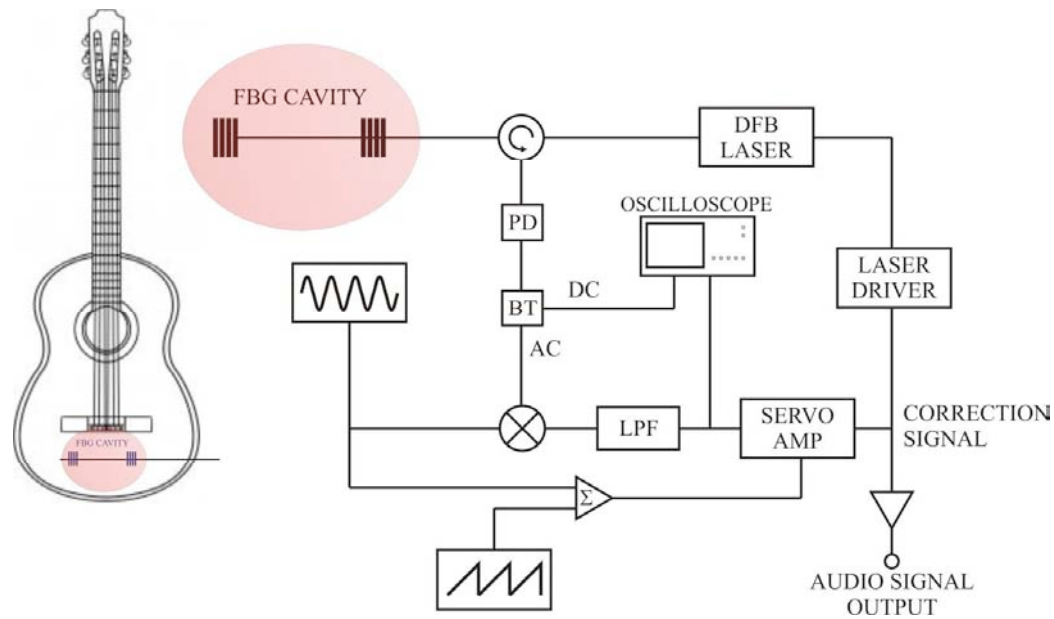 FBG CAVITY
DFB
LASER
OSCILLOSCOPE
PD
LASER
DRIVER
BT
DC
AC
LPF
SERVO
AMP
CORRECTION
SIGNAL
FBG CAVITY
Σ
AUDIO SIGNAL
OUTPUT